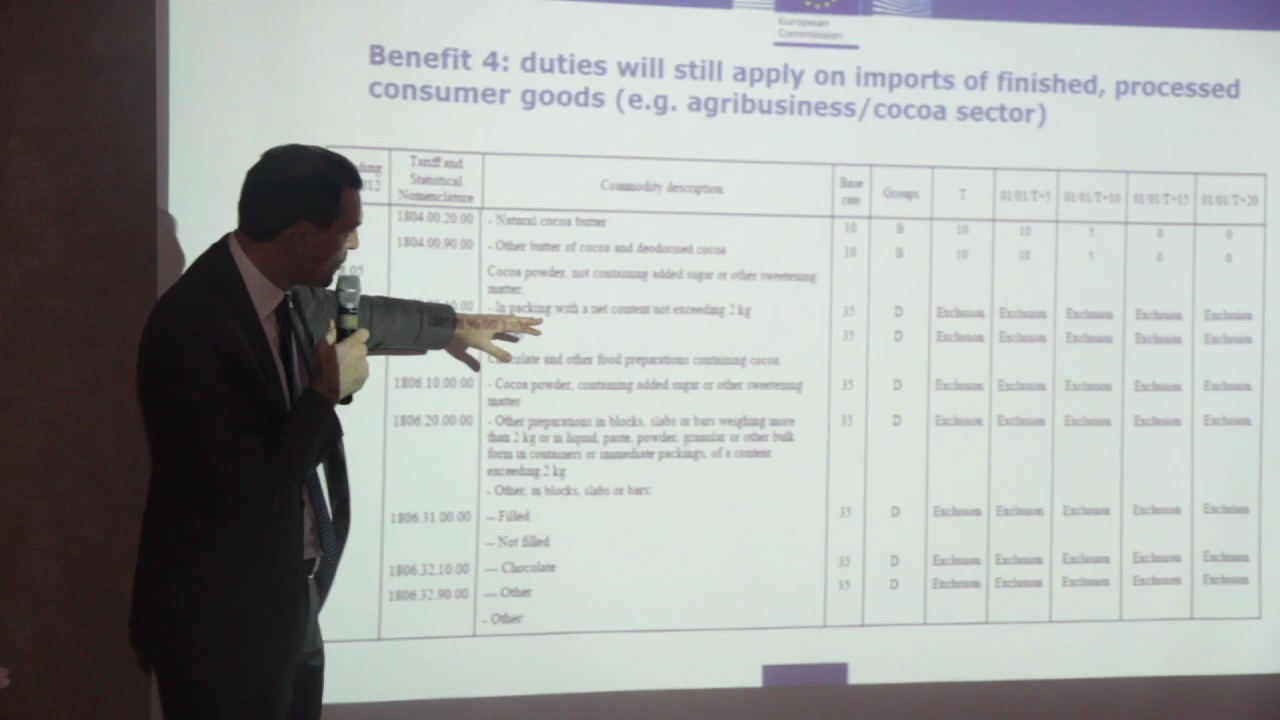 European
Commission
Benefit 4: duties will still apply on imports of finished, processed
consumer goods (e.g. agribusiness/cocoa sector)
Tariff and
Statistical
Nomenclature
Commodity description
Base
rate
Groups
T
01/01/T+5
01/01/T+10
01/01/T+15
01/01/T+20
1804.00.20.00 - Natural cocoa butter 10 B 10 10 5 0 0
1804.00.90.00 - Other butter of cocoa and deodorised cocoa 10 B 10 10 5 0 0
Cocoa powder, not containing added sugar or other sweetening
matter.
- In packing with a net content not exceeding 2 kg 35 D Exclusion Exclusion Exclusion Exclusion Exclusion
35 D Exclusion Exclusion Exclusion Exclusion Exclusion
Chocolate and other food preparations containing cocoa.
1806.10.00.00 - Cocoa powder, containing added sugar or other sweetening 35 D Exclusion Exclusion Exclusion Exclusion Exclusion
matter
1806.20.00.00 - Other preparations in blocks, slabs or bars weighing more 35 D Exclusion Exclusion Exclusion Exclusion Exclusion
than 2 kg or in liquid, paste, powder, granular or other bulk
form in containers or immediate packings, of a content
exceeding 2 kg
- Other, in blocks, slabs or bars:
1806.31.00.00 -- Filled 35 D Exclusion Exclusion Exclusion Exclusion Exclusion
-- Not filled:
1806.32.10.00 --- Chocolate 35 D Exclusion Exclusion Exclusion Exclusion Exclusion
1806.32.90.00 --- Other 35 D Exclusion Exclusion Exclusion Exclusion Exclusion
- Other: